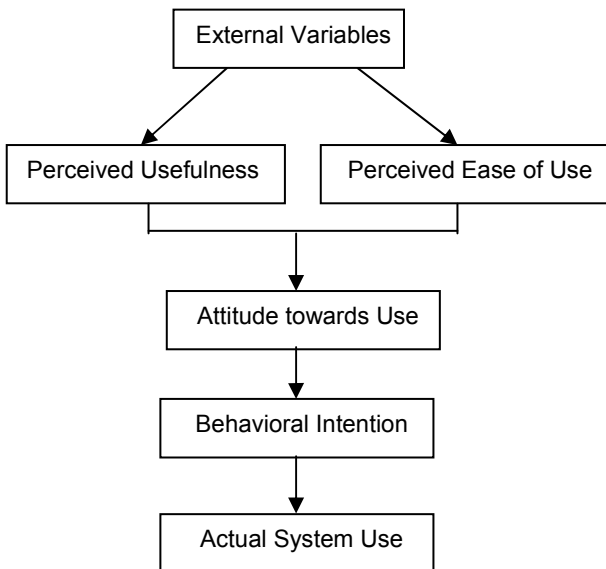 External Variables
Perceived Usefulness
Perceived Ease of Use
Attitude towards Use
Behavioral Intention
Actual System Use